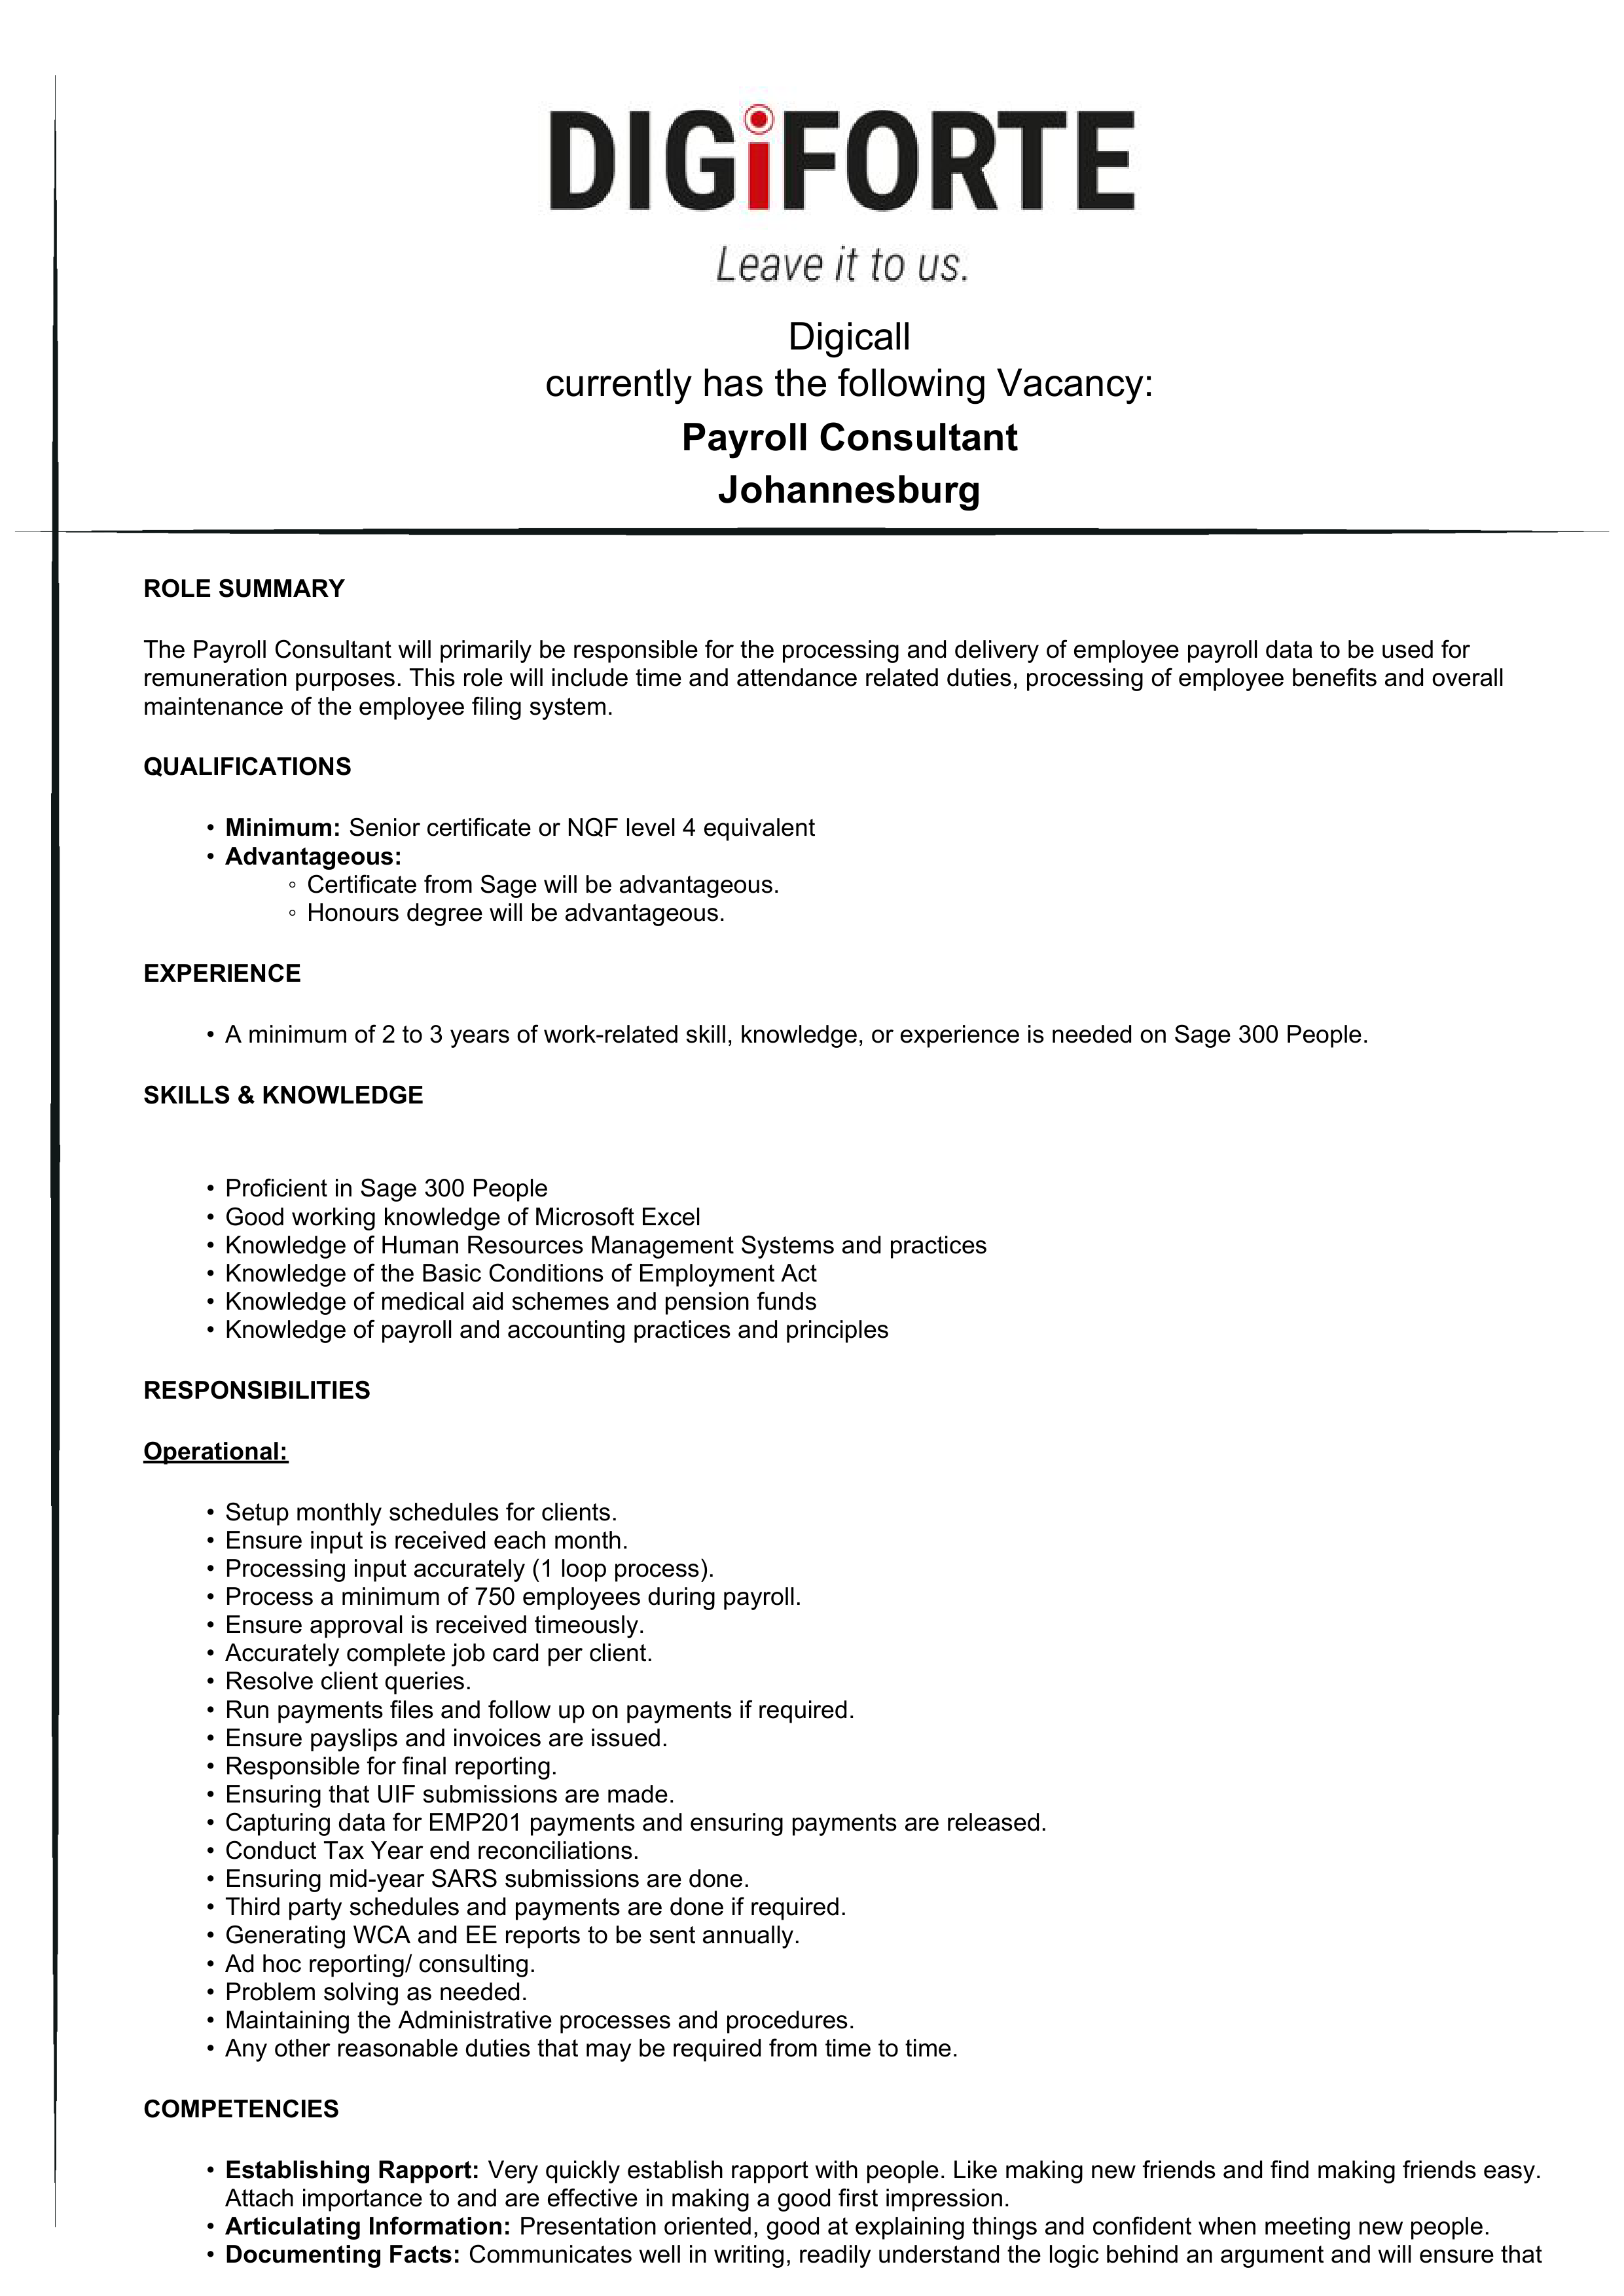 DIGiFORTE
Leave it to us.
Digicall
currently has the following Vacancy:
Payroll Consultant
Johannesburg
ROLE SUMMARY
The Payroll Consultant will primarily be responsible for the processing and delivery of employee payroll data to be used for
remuneration purposes. This role will include time and attendance related duties, processing of employee benefits and overall
maintenance of the employee filing system.
QUALIFICATIONS
• Minimum: Senior certificate or NQF level 4 equivalent
• Advantageous:
◦ Certificate from Sage will be advantageous.
◦ Honours degree will be advantageous.
EXPERIENCE
• A minimum of 2 to 3 years of work-related skill, knowledge, or experience is needed on Sage 300 People.
SKILLS & KNOWLEDGE
• Proficient in Sage 300 People
• Good working knowledge of Microsoft Excel
• Knowledge of Human Resources Management Systems and practices
• Knowledge of the Basic Conditions of Employment Act
• Knowledge of medical aid schemes and pension funds
• Knowledge of payroll and accounting practices and principles
RESPONSIBILITIES
Operational:
• Setup monthly schedules for clients.
• Ensure input is received each month.
• Processing input accurately (1 loop process).
• Process a minimum of 750 employees during payroll.
• Ensure approval is received timeously.
• Accurately complete job card per client.
• Resolve client queries.
• Run payments files and follow up on payments if required.
• Ensure payslips and invoices are issued.
• Responsible for final reporting.
• Ensuring that UIF submissions are made.
• Capturing data for EMP201 payments and ensuring payments are released.
• Conduct Tax Year end reconciliations.
• Ensuring mid-year SARS submissions are done.
• Third party schedules and payments are done if required.
• Generating WCA and EE reports to be sent annually.
• Ad hoc reporting/ consulting.
• Problem solving as needed.
• Maintaining the Administrative processes and procedures.
• Any other reasonable duties that may be required from time to time.
COMPETENCIES
• Establishing Rapport: Very quickly establish rapport with people. Like making new friends and find making friends easy.
Attach importance to and are effective in making a good first impression.
• Articulating Information: Presentation oriented, good at explaining things and confident when meeting new people.
• Documenting Facts: Communicates well in writing, readily understand the logic behind an argument and will ensure that